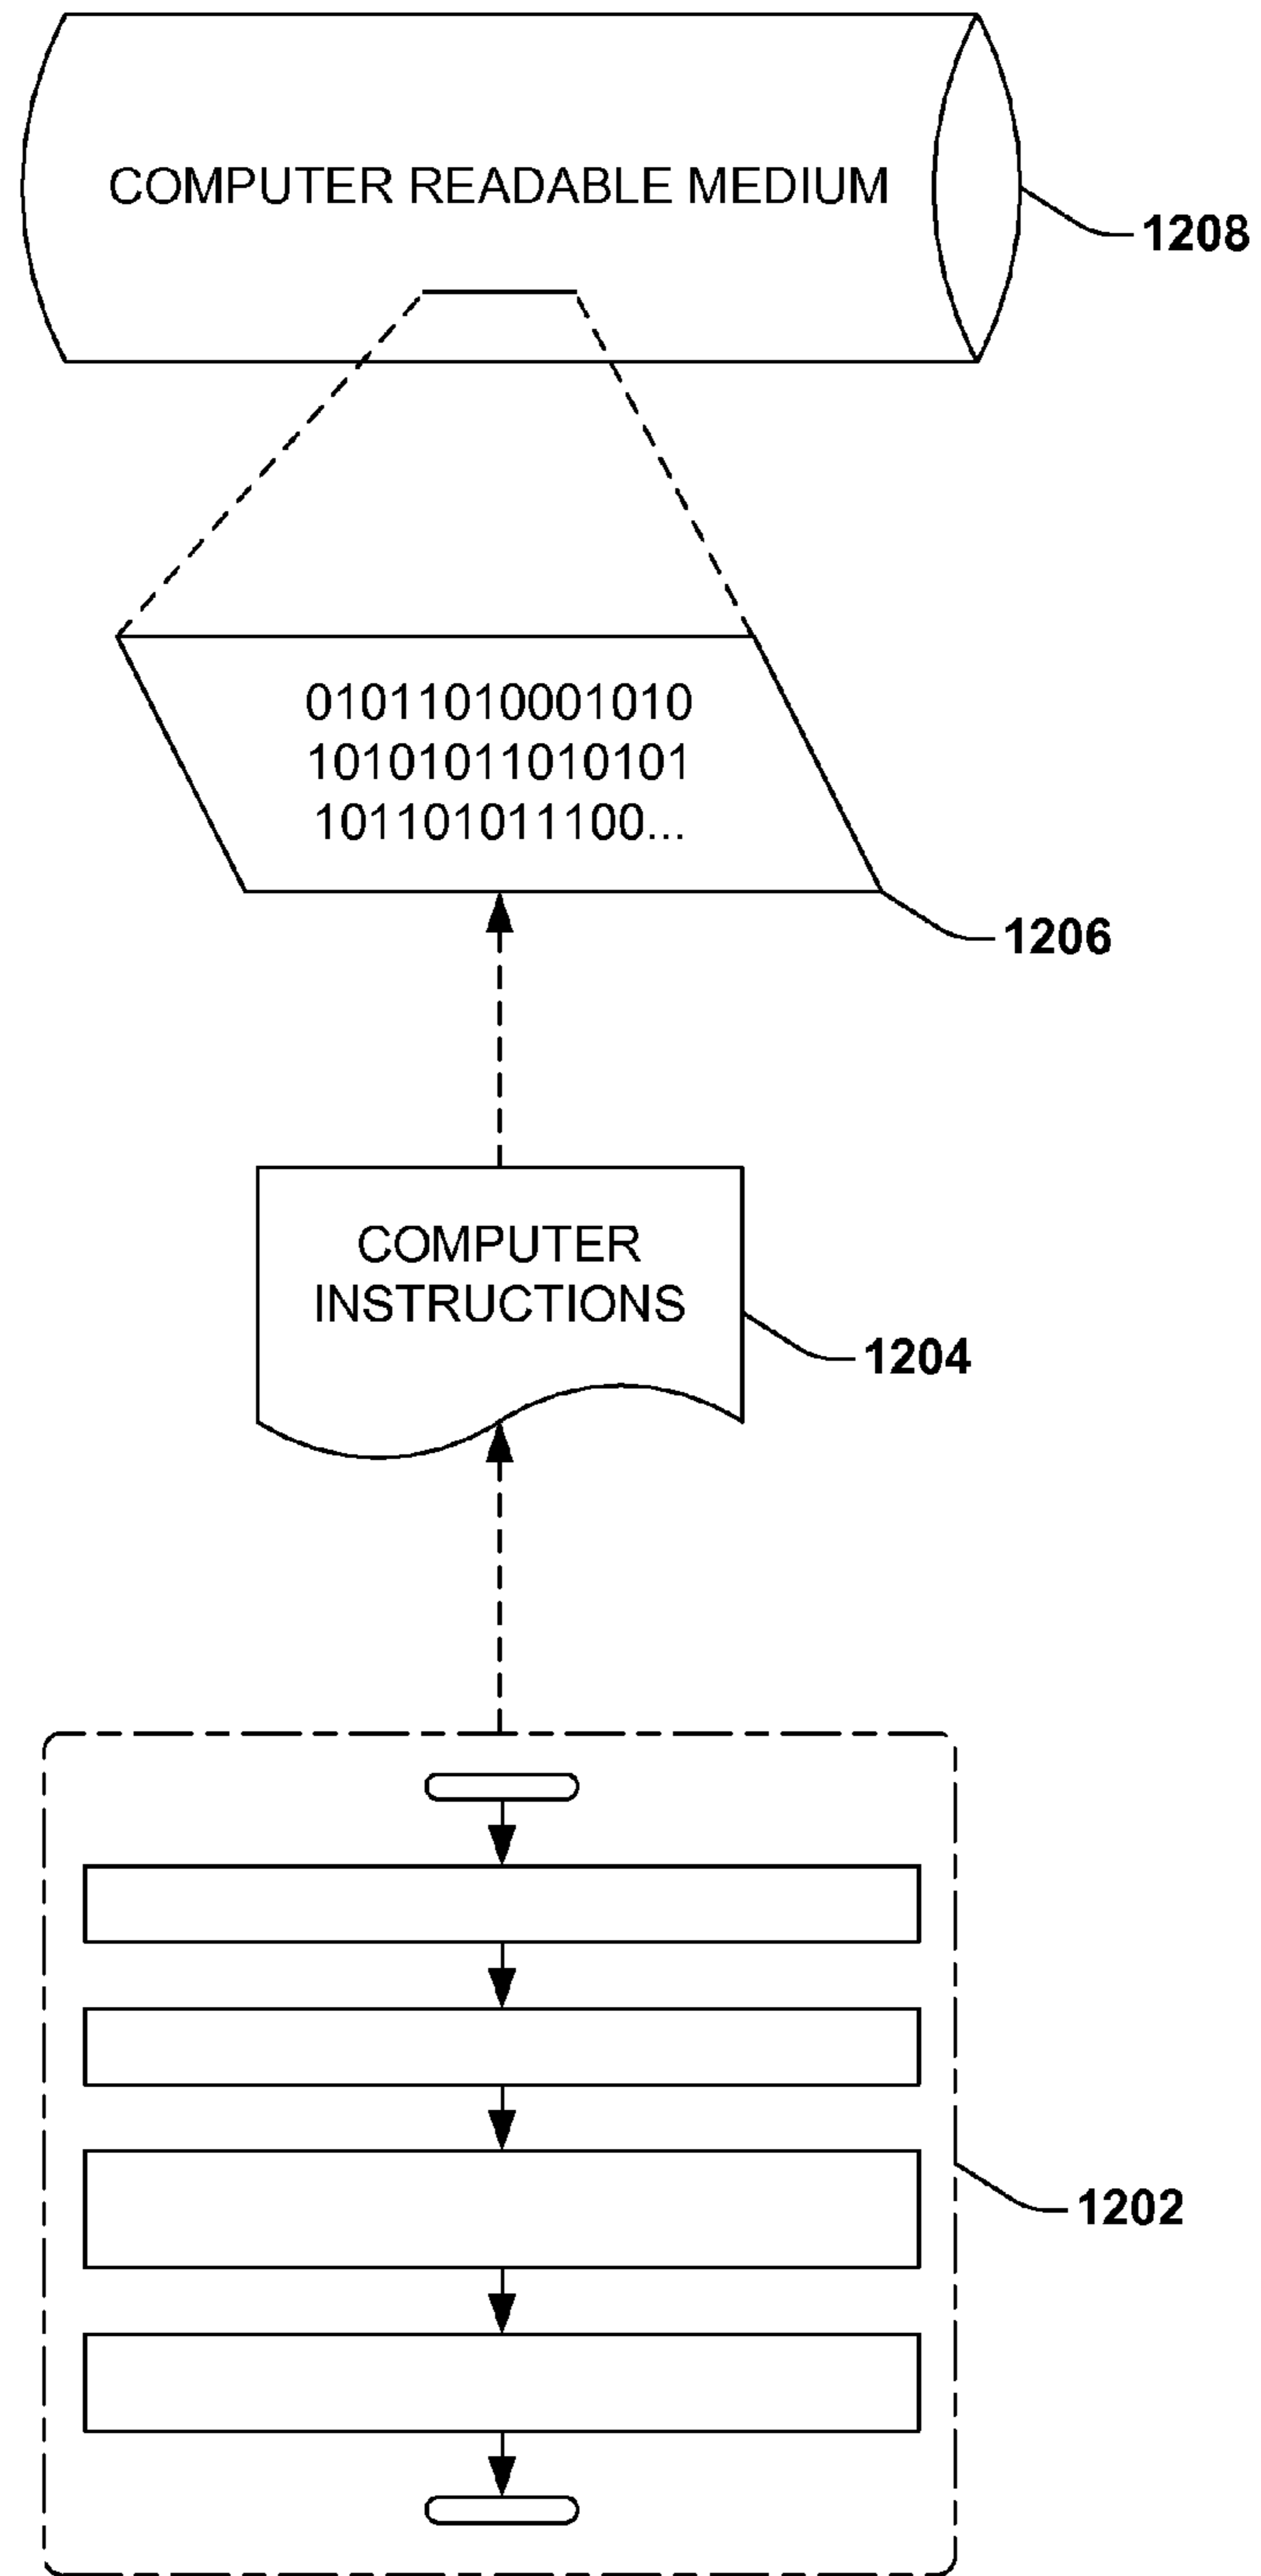 COMPUTER READABLE MEDIUM
1208
01011010001010
10101011010101
101101011100...
1206
COMPUTER
INSTRUCTIONS
1204
1202